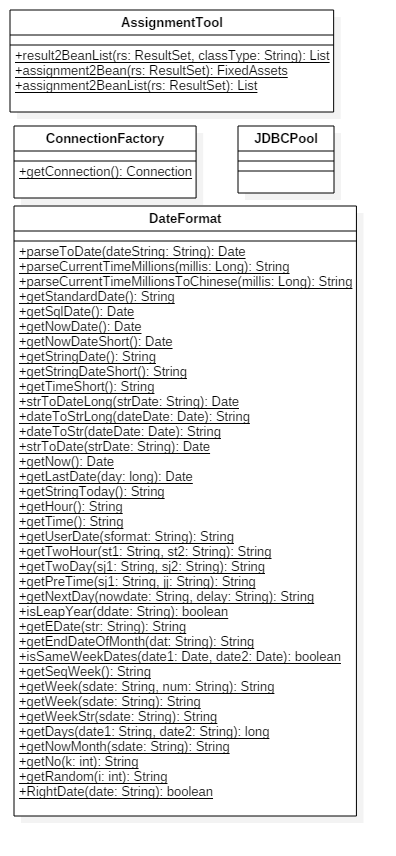 AssignmentTool
+result2BeanList(rs: ResultSet, classType: String): List
+assignment2Bean(rs: ResultSet): FixedAssets
+assignment2BeanList(rs: ResultSet): List
ConnectionFactory
+getConnection(): Connection
JDBCPool
DateFormat
+parseToDate(dateString: String): Date
+parseCurrentTimeMillions(millis: Long): String
+parseCurrentTimeMillionsToChinese(millis: Long): String
+getStandardDate(): String
+getSqlDate(): Date
+getNowDate(): Date
+getNowDateShort(): Date
+getStringDate(): String
+getStringDateShort(): String
+getTimeShort(): String
+strToDateLong(strDate: String): Date
+dateToStrLong(dateDate: Date): String
+dateToStr(dateDate: Date): String
+strToDate(strDate: String): Date
+getNow(): Date
+getLastDate(day: long): Date
+getStringToday(): String
+getHour(): String
+getTime(): String
+getUserDate(sformat: String): String
+getTwoHour(st1: String, st2: String): String
+getTwoDay(sj1: String, sj2: String): String
+getPreTime(sj1: String, jj: String): String
+getNextDay(nowdate: String, delay: String): String
+isLeapYear(ddate: String): boolean
+getEDate(str: String): String
+getEndDateOfMonth(dat: String): String
+isSameWeekDates(date1: Date, date2: Date): boolean
+getSeqWeek(): String
+getWeek(sdate: String, num: String): String
+getWeek(sdate: String): String
+getWeekStr(sdate: String): String
+getDays(date1: String, date2: String): long
+getNowMonth(sdate: String): String
+getNo(k: int): String
+getRandom(i: int): String
+RightDate(date: String): boolean